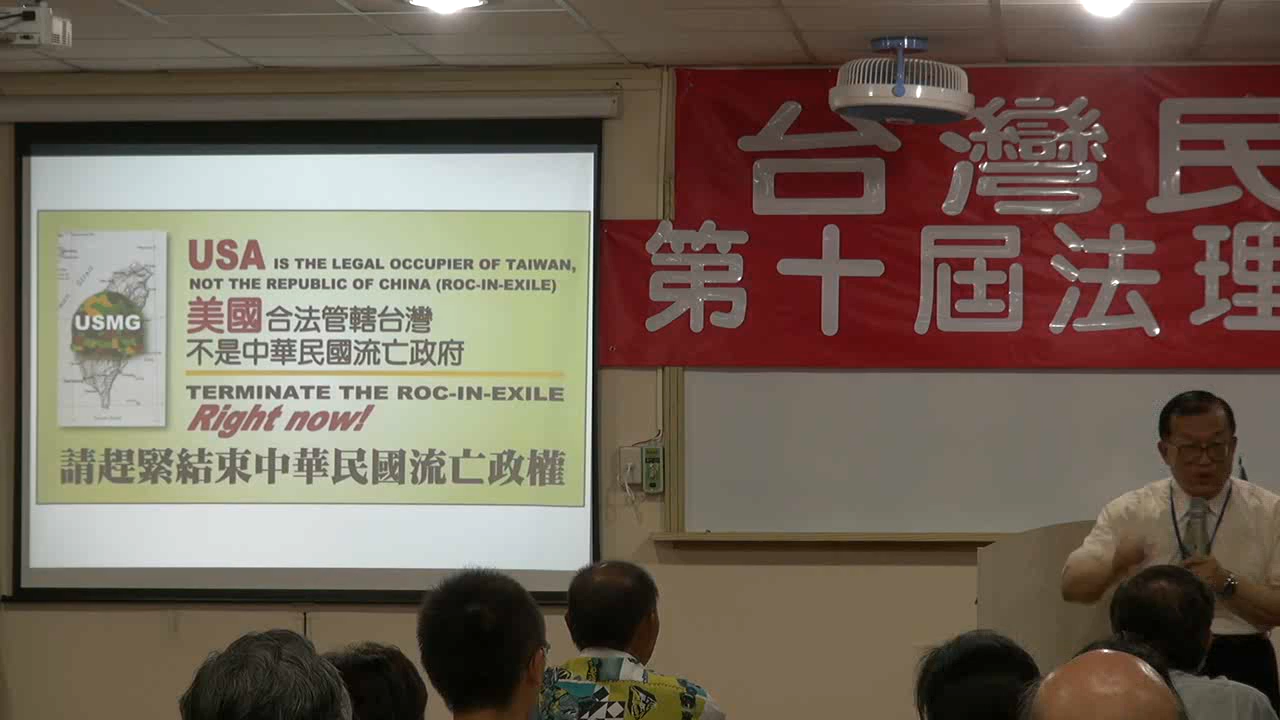 USA IS THE LEGAL OCCUPIER OF TAIWAN,
NOT THE REPUBLIC OF CHINA (ROC-IN-EXILE)
美國合法管轄台灣
不是中華民國流亡政府
USMG
TERMINATE THE ROC-IN-EXILE
Right now!
請趕緊結束中華民國流亡政權
台灣民
第十屆法理